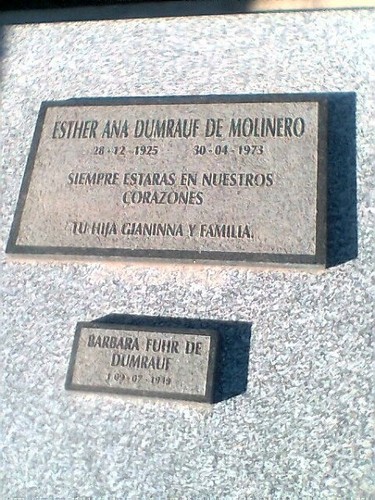 ESTHER ANA DUMRAUF DE MOLINERO
28-12-1925 30-04-1973
SIEMPRE ESTARAS EN NUESTROS
CORAZONES
TU HIJA GIANINNA Y FAMILIA.
BARBARA FUHR DE
DUMRAUF